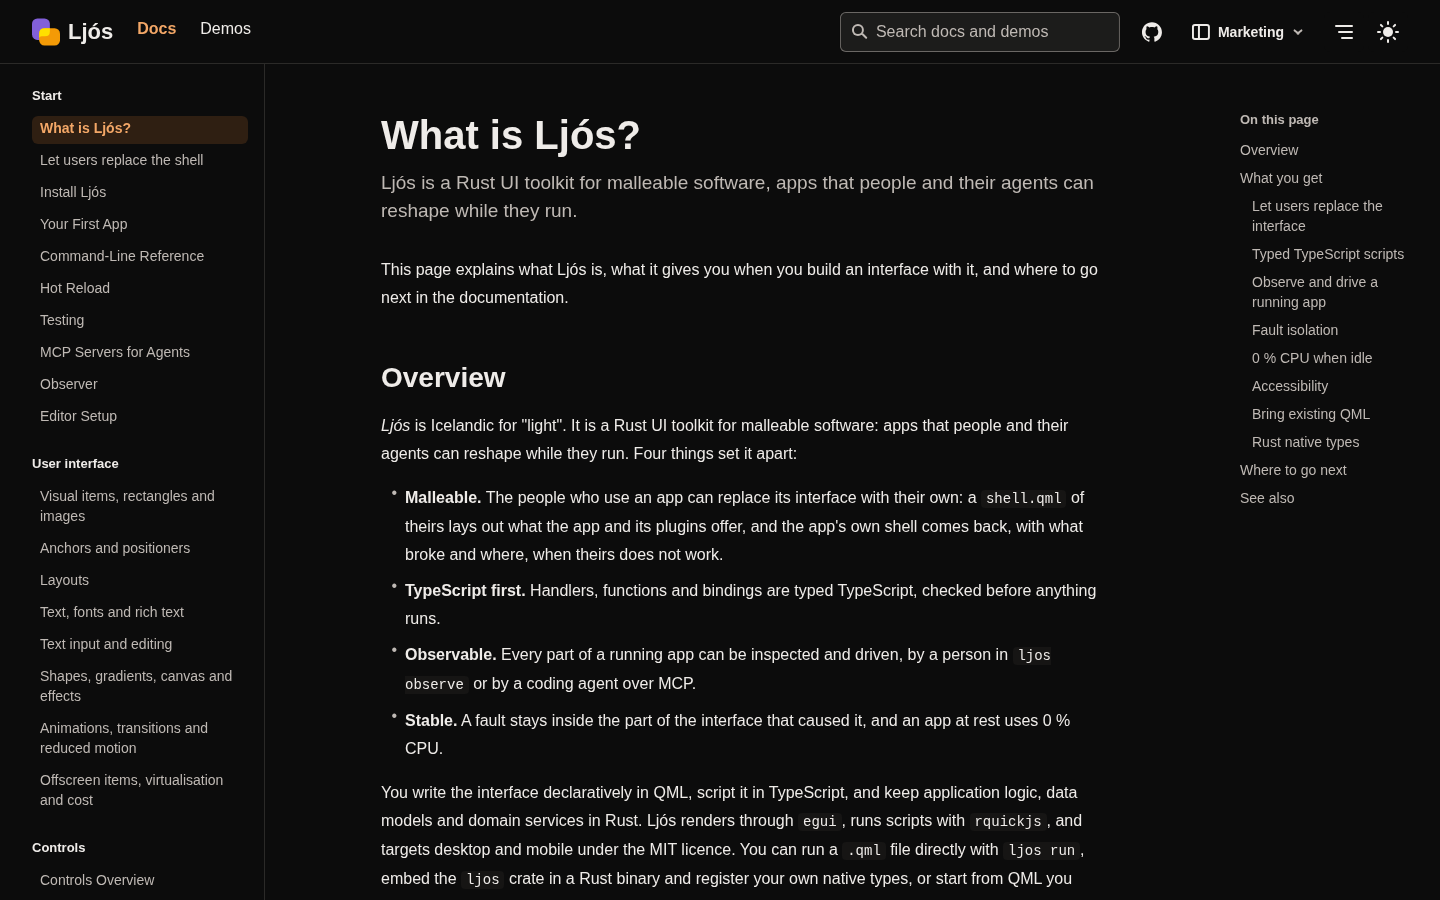 Ljós
Docs
Demos
Search docs and demos
Marketing
Start
What is Ljós?
Let users replace the shell
Install Ljós
Your First App
Command-Line Reference
Hot Reload
Testing
MCP Servers for Agents
Observer
Editor Setup
User interface
Visual items, rectangles and
images
Anchors and positioners
Layouts
Text, fonts and rich text
Text input and editing
Shapes, gradients, canvas and
effects
Animations, transitions and
reduced motion
Offscreen items, virtualisation
and cost
Controls
Controls Overview
What is Ljós?
Ljós is a Rust UI toolkit for malleable software, apps that people and their agents can
reshape while they run.
This page explains what Ljós is, what it gives you when you build an interface with it, and where to go
next in the documentation.
Overview
Ljós is Icelandic for "light". It is a Rust UI toolkit for malleable software: apps that people and their
agents can reshape while they run. Four things set it apart:
• Malleable. The people who use an app can replace its interface with their own: a shell.qml of
theirs lays out what the app and its plugins offer, and the app's own shell comes back, with what
broke and where, when theirs does not work.
• TypeScript first. Handlers, functions and bindings are typed TypeScript, checked before anything
runs.
• Observable. Every part of a running app can be inspected and driven, by a person in ljos
observe or by a coding agent over MCP.
• Stable. A fault stays inside the part of the interface that caused it, and an app at rest uses 0 %
CPU.
You write the interface declaratively in QML, script it in TypeScript, and keep application logic, data
models and domain services in Rust. Ljós renders through egui, runs scripts with rquickjs, and
targets desktop and mobile under the MIT licence. You can run a .qml file directly with ljos run,
embed the ljos crate in a Rust binary and register your own native types, or start from QML you
On this page
Overview
What you get
Let users replace the
interface
Typed TypeScript scripts
Observe and drive a
running app
Fault isolation
0 % CPU when idle
Accessibility
Bring existing QML
Rust native types
Where to go next
See also